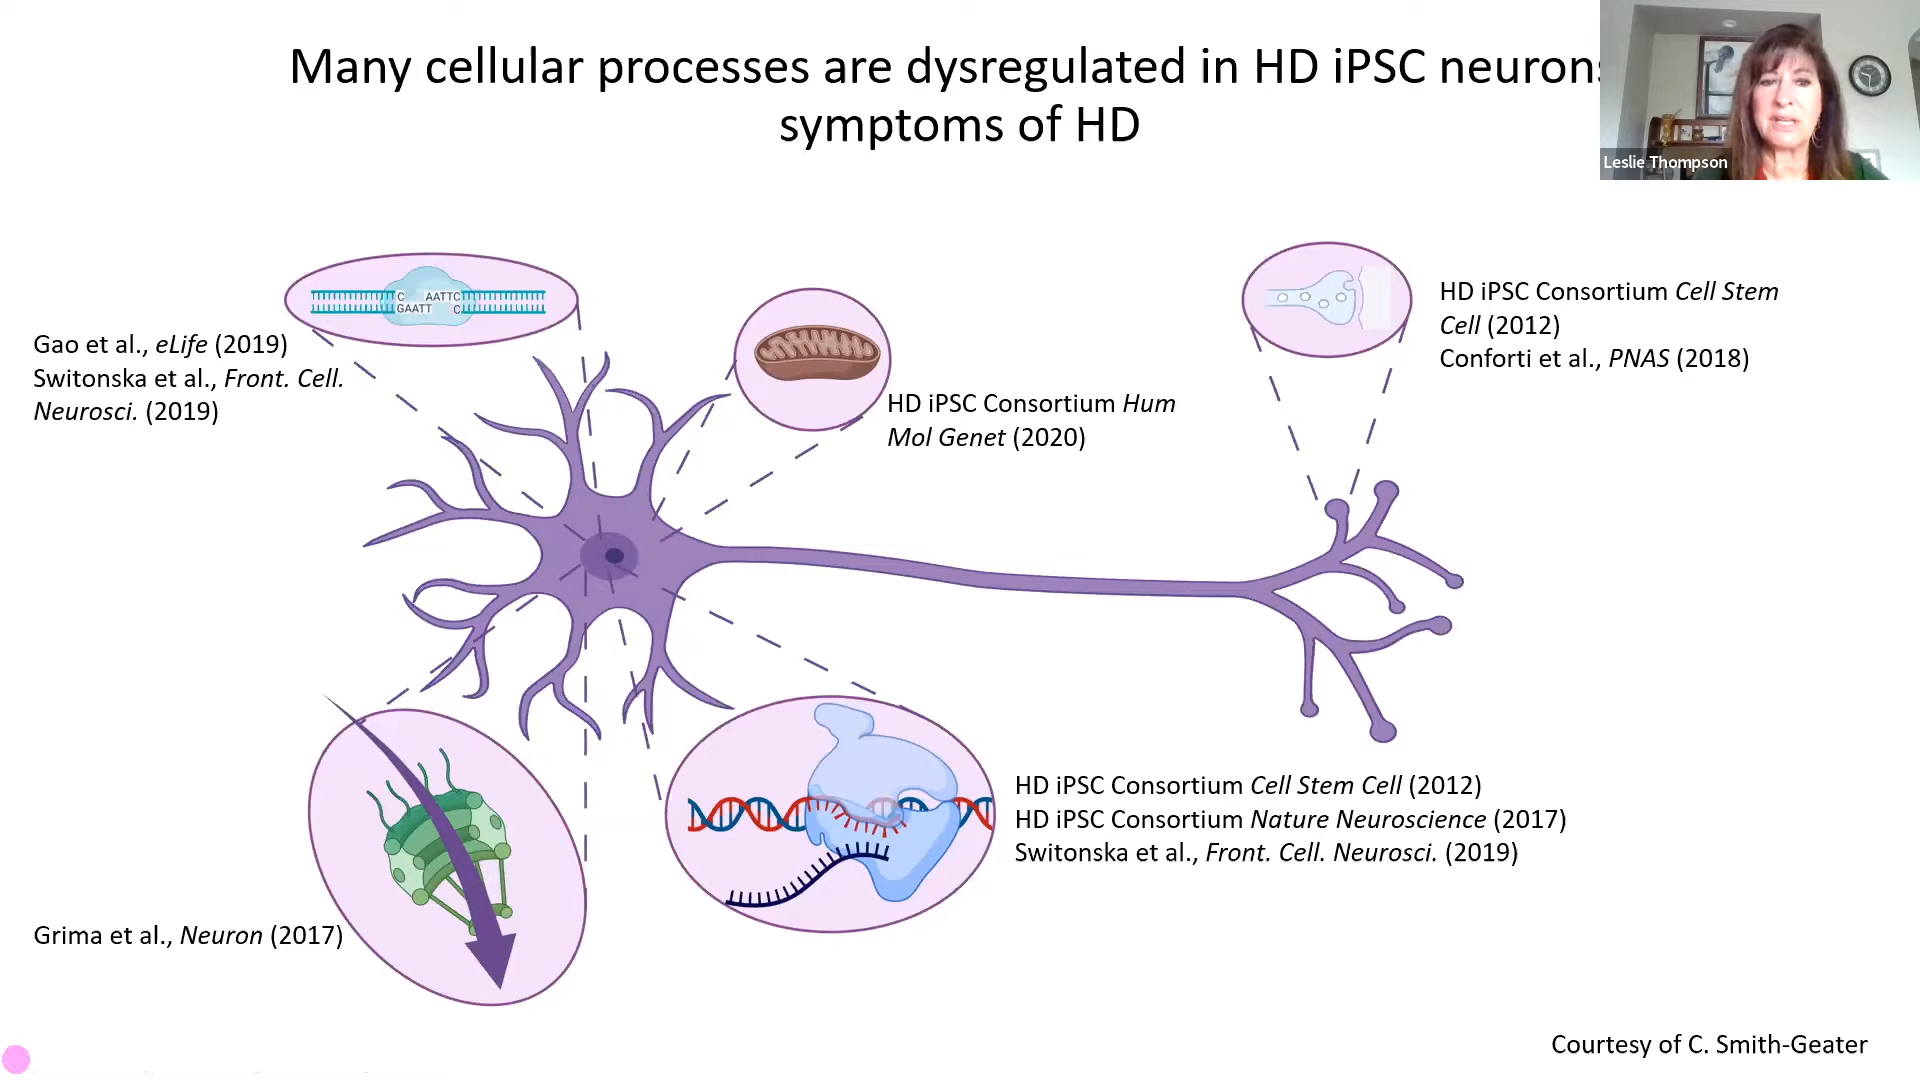 Many cellular processes are dysregulated in HD iPSC neurons
symptoms of HD
Leslie Thompson
C AATTC
GAATT C
Gao et al., eLife (2019)
Switonska et al., Front. Cell.
Neurosci. (2019)
HD iPSC Consortium Hum
Mol Genet (2020)
HD iPSC Consortium Cell Stem
Cell (2012)
Conforti et al., PNAS (2018)
Grima et al., Neuron (2017)
HD iPSC Consortium Cell Stem Cell (2012)
HD iPSC Consortium Nature Neuroscience (2017)
Switonska et al., Front. Cell. Neurosci. (2019)
Courtesy of C. Smith-Geater